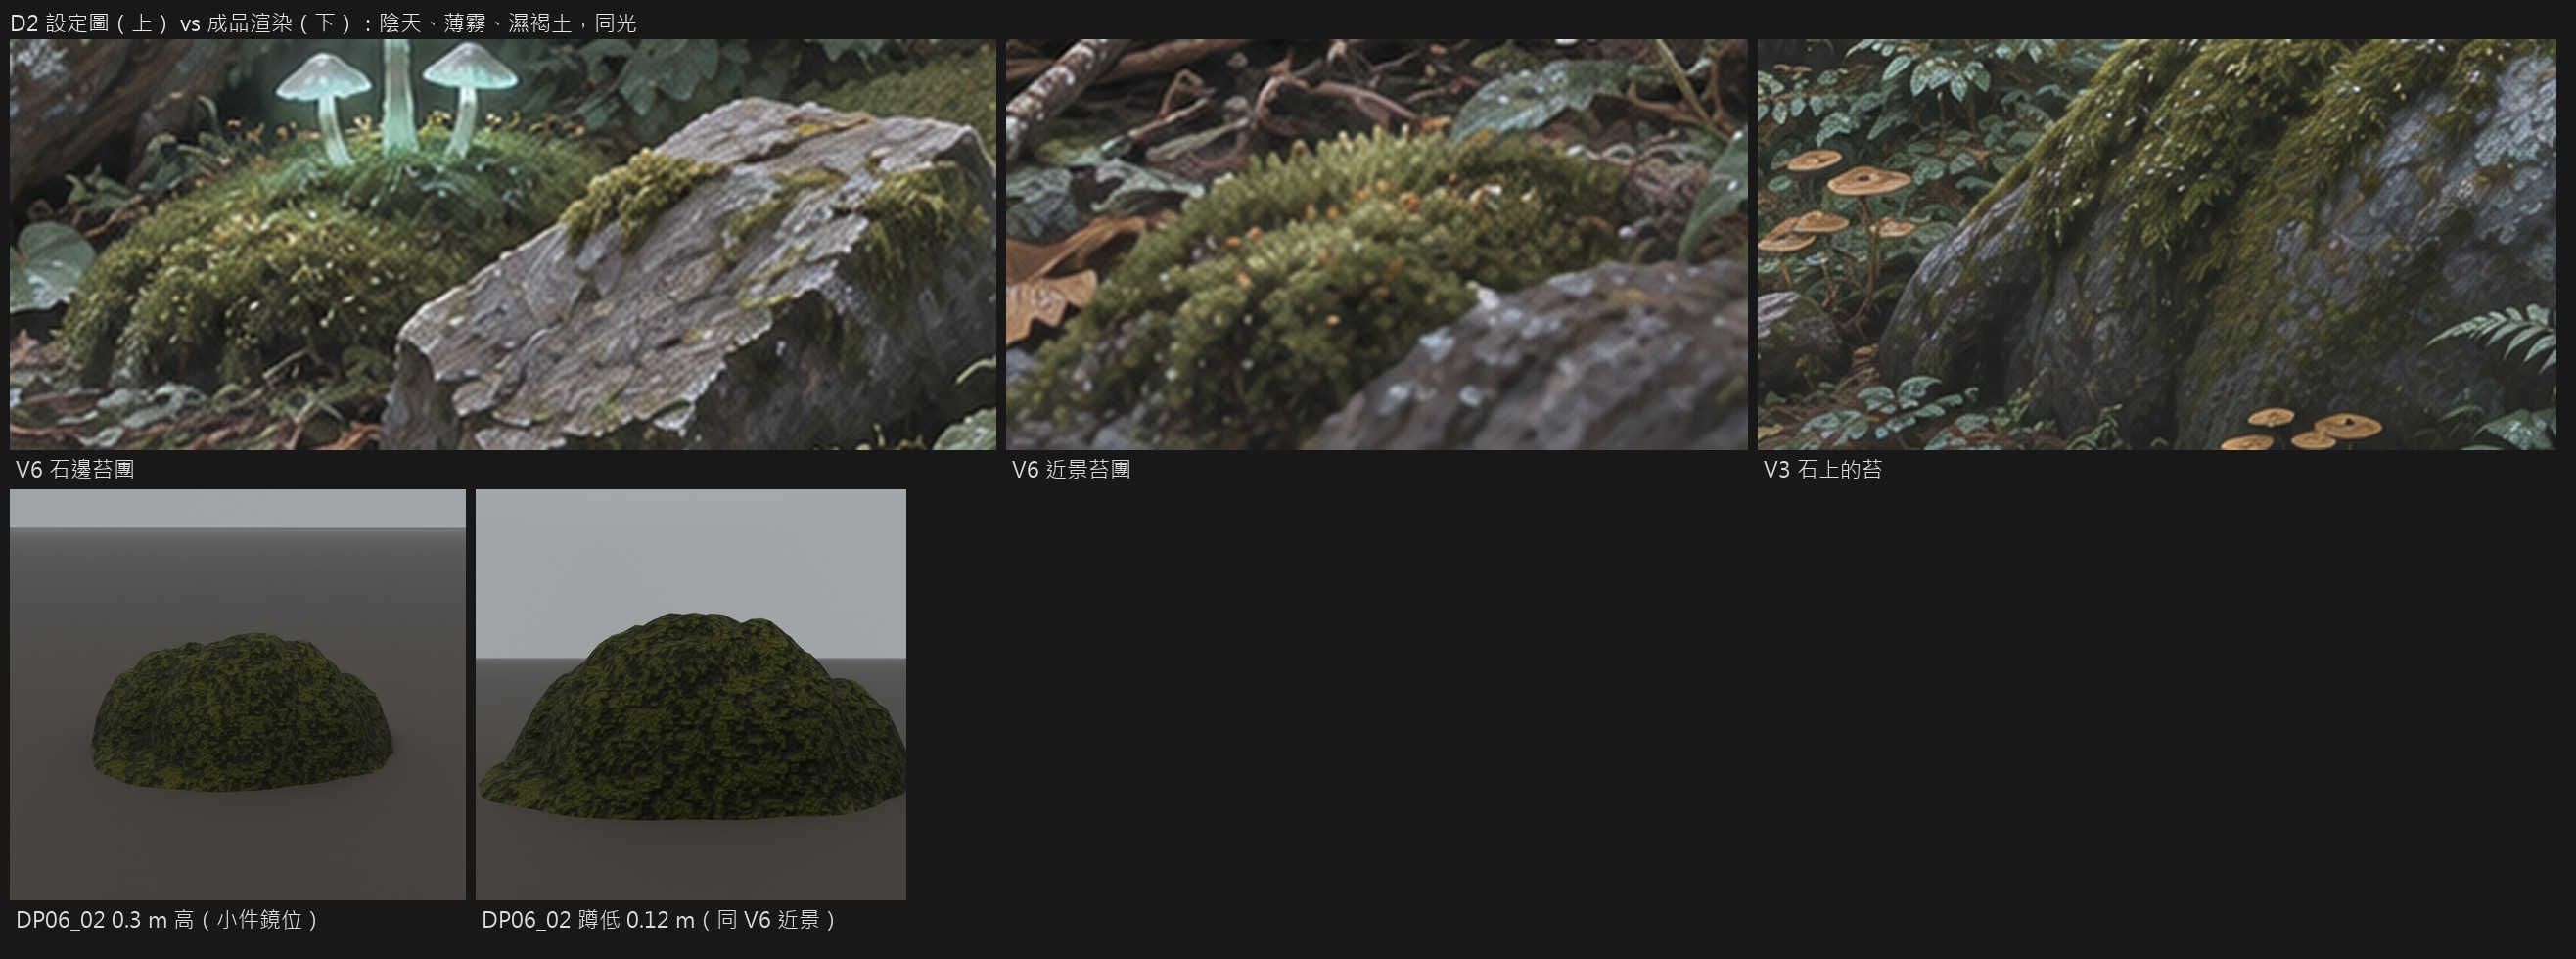 D2 設定圖（上） vs 成品渲染（下）：陰天、薄霧、濕褐土，同光
V6 石邊苔團
V6 近景苔團
V3 石上的苔
DP06_02 0.3 m 高（小件鏡位）
DP06_02 蹲低 0.12 m（同 V6 近景）